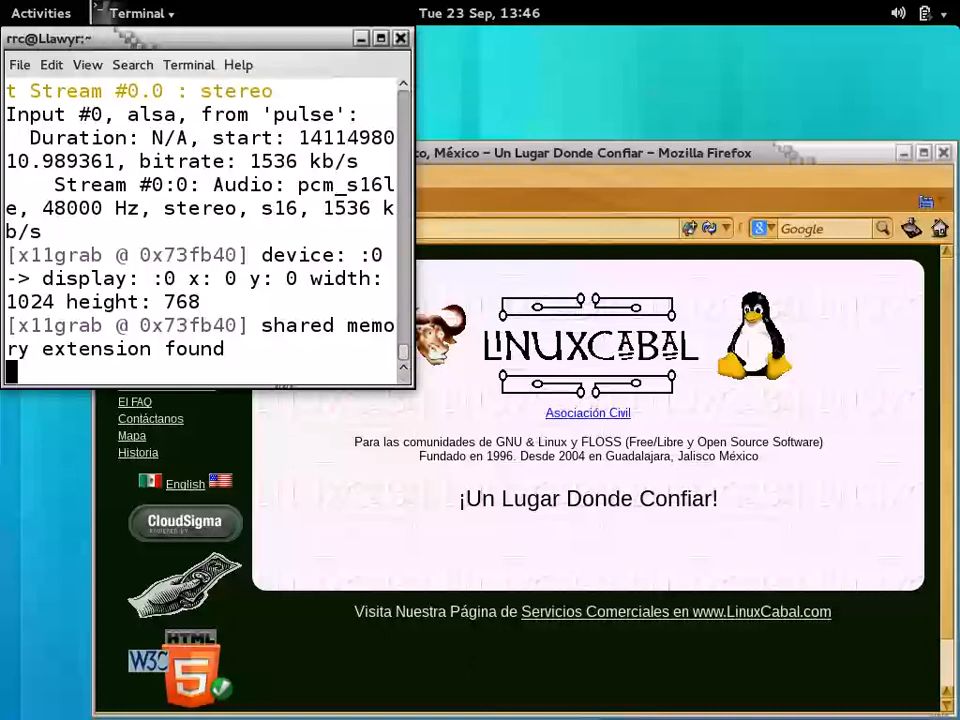 Activities
Terminal
Tue 23 Sep, 13:46
rrc@Llawyr:~
File Edit View Search Terminal Help
t Stream #0.0 : stereo
Input #0, alsa, from 'pulse':
Duration: N/A, start: 14114980
10.989361, bitrate: 1536 kb/s
Stream #0:0: Audio: pcm_s16l
e, 48000 Hz, stereo, s16, 1536 k
b/s
[x11grab @ 0x73fb40] device: :0
-> display: :0 x: 0 y: 0 width:
1024 height: 768
[x11grab @ 0x73fb40] shared memo
ry extension found
co, México – Un Lugar Donde Confiar – Mozilla Firefox
Google
LINUXCABAL
Asociación Civil
Para las comunidades de GNU & Linux y FLOSS (Free/Libre y Open Source Software)
Fundado en 1996. Desde 2004 en Guadalajara, Jalisco México
¡Un Lugar Donde Confiar!
El FAQ
Contáctanos
Mapa
Historia
English
CloudSigma
POWERED BY
HTML
W3C
5
Visita Nuestra Página de Servicios Comerciales en www.LinuxCabal.com